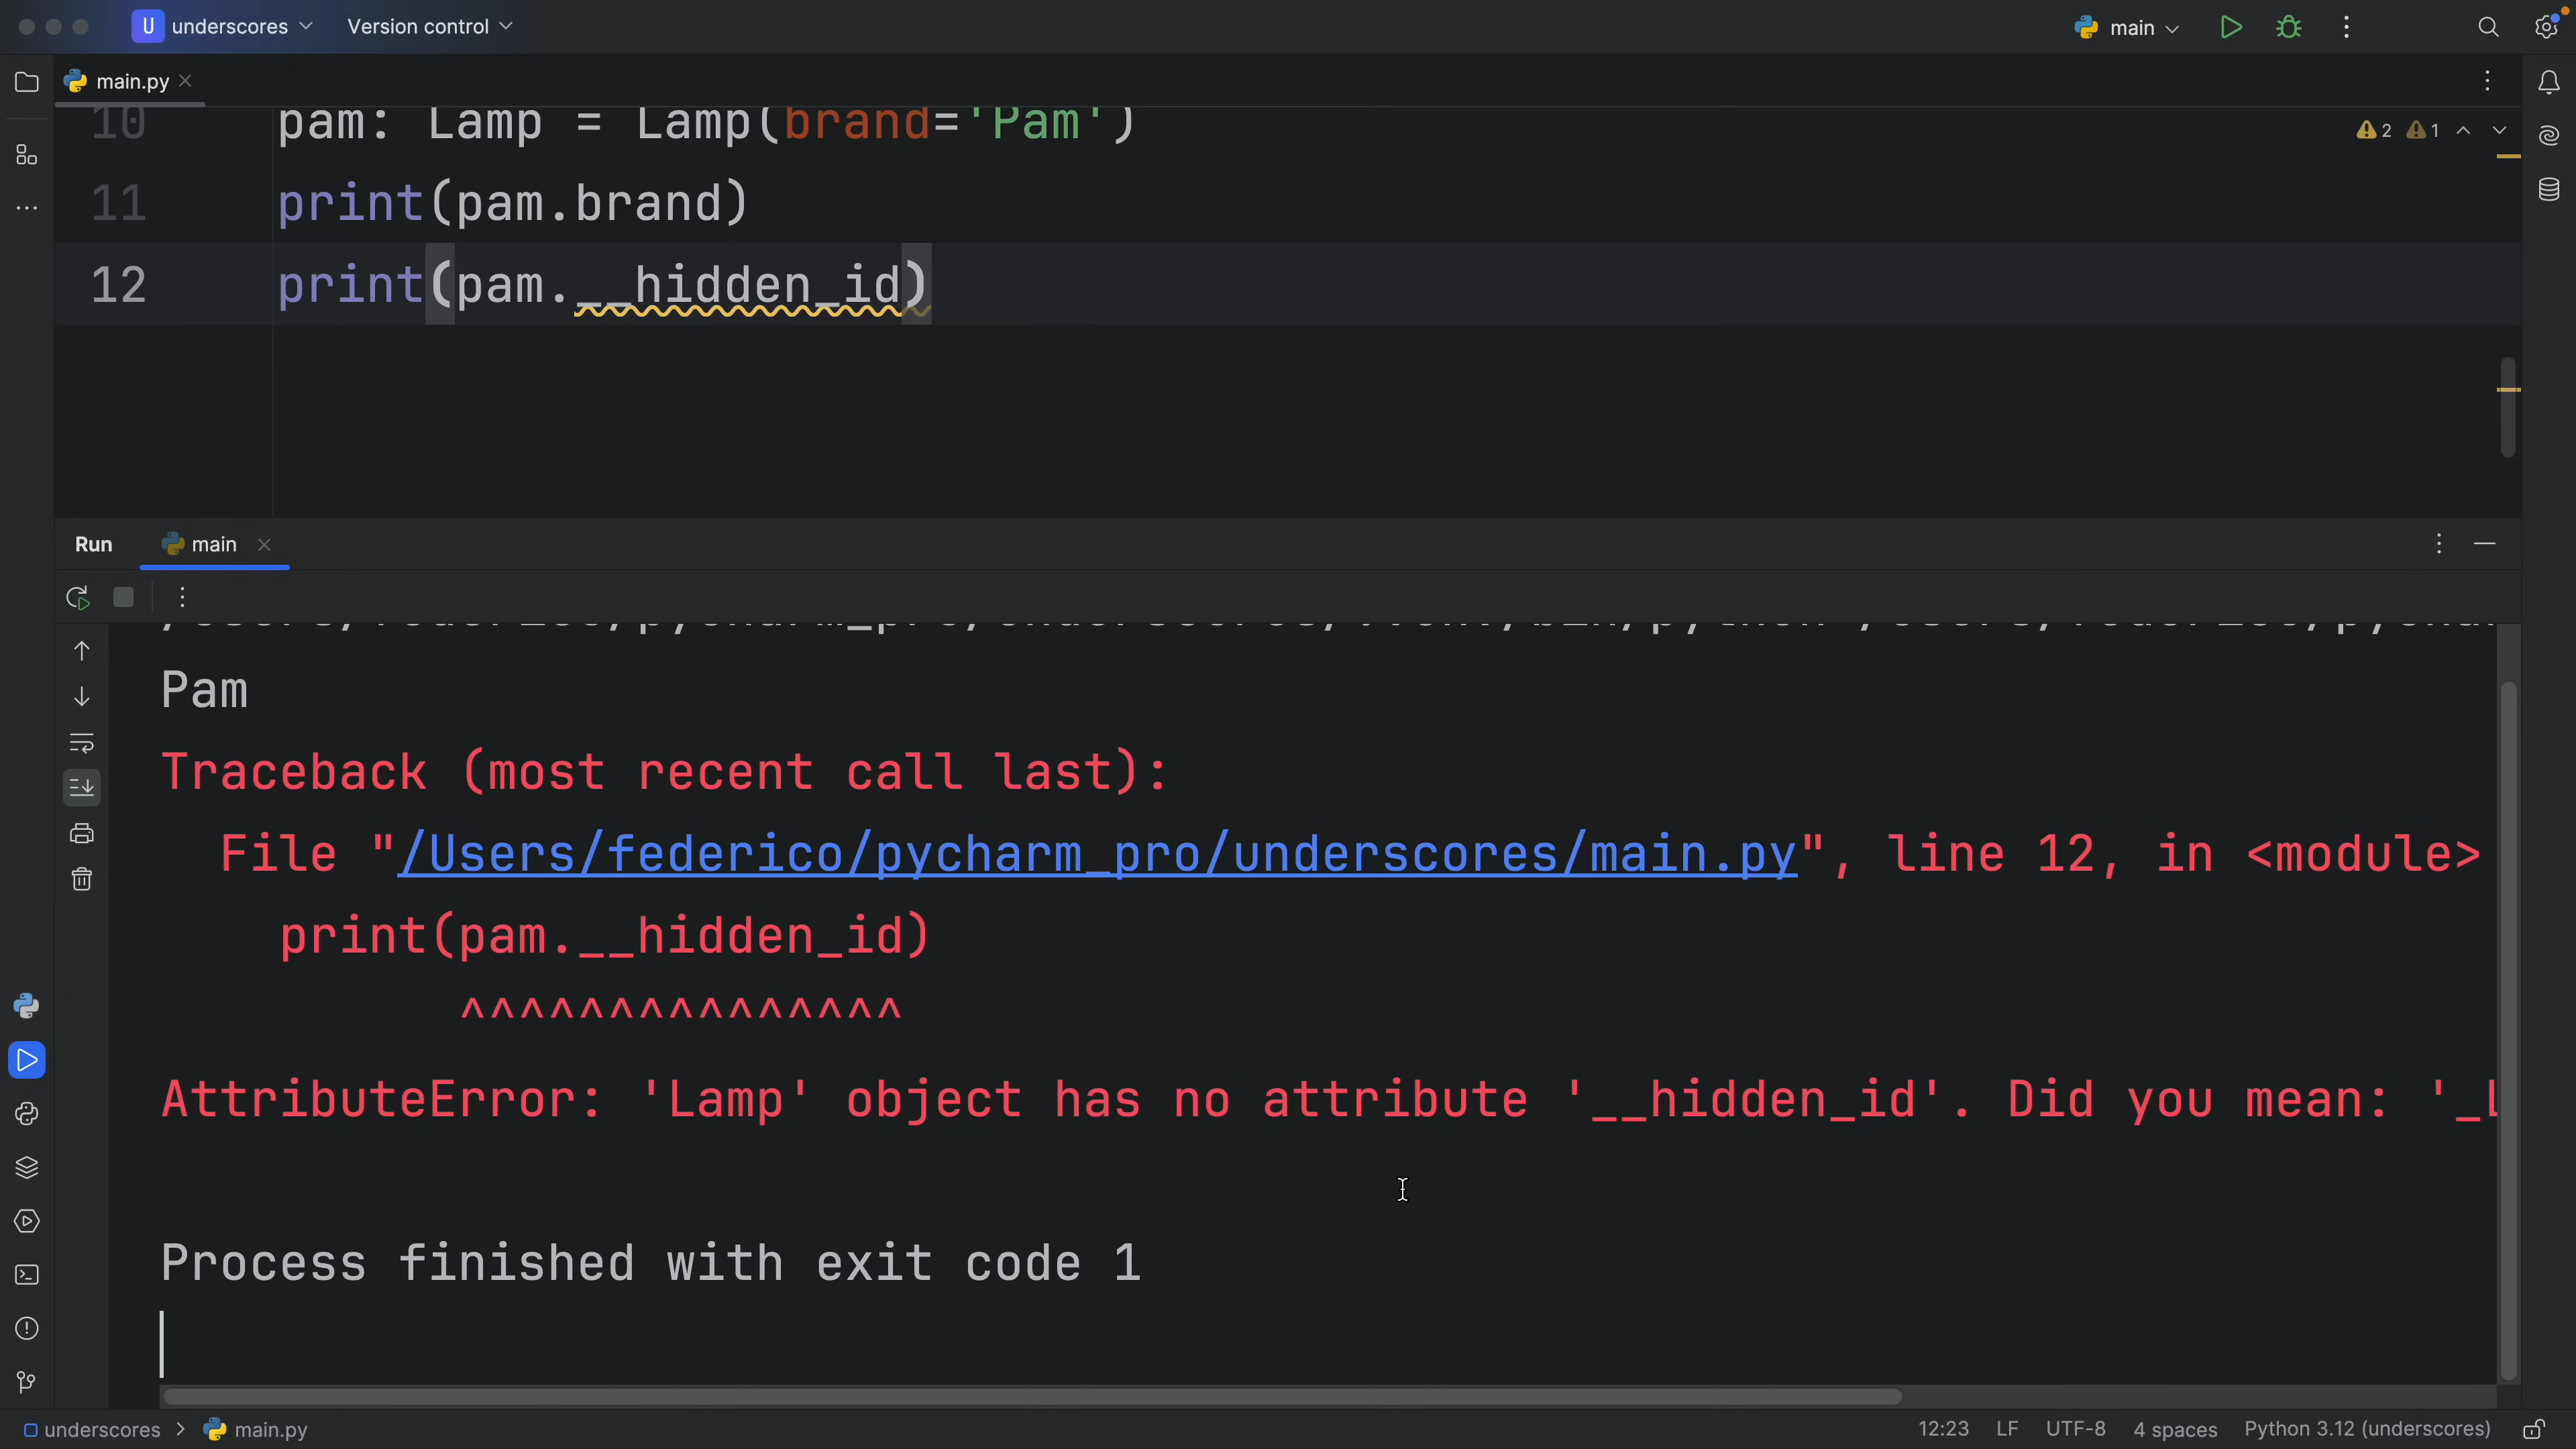 U underscores Version control main
main.py
10 pam: Lamp = Lamp(brand='Pam')
2 1
11 print(pam.brand)
12 print(pam.__hidden_id)
Run main
Pam
Traceback (most recent call last):
File "/Users/federico/pycharm_pro/underscores/main.py", line 12, in <module>
print(pam.__hidden_id)
^^^^^^^^^^^^^^^
AttributeError: 'Lamp' object has no attribute '__hidden_id'. Did you mean: '_L
Process finished with exit code 1
underscores > main.py 12:23 LF UTF-8 4 spaces Python 3.12 (underscores)